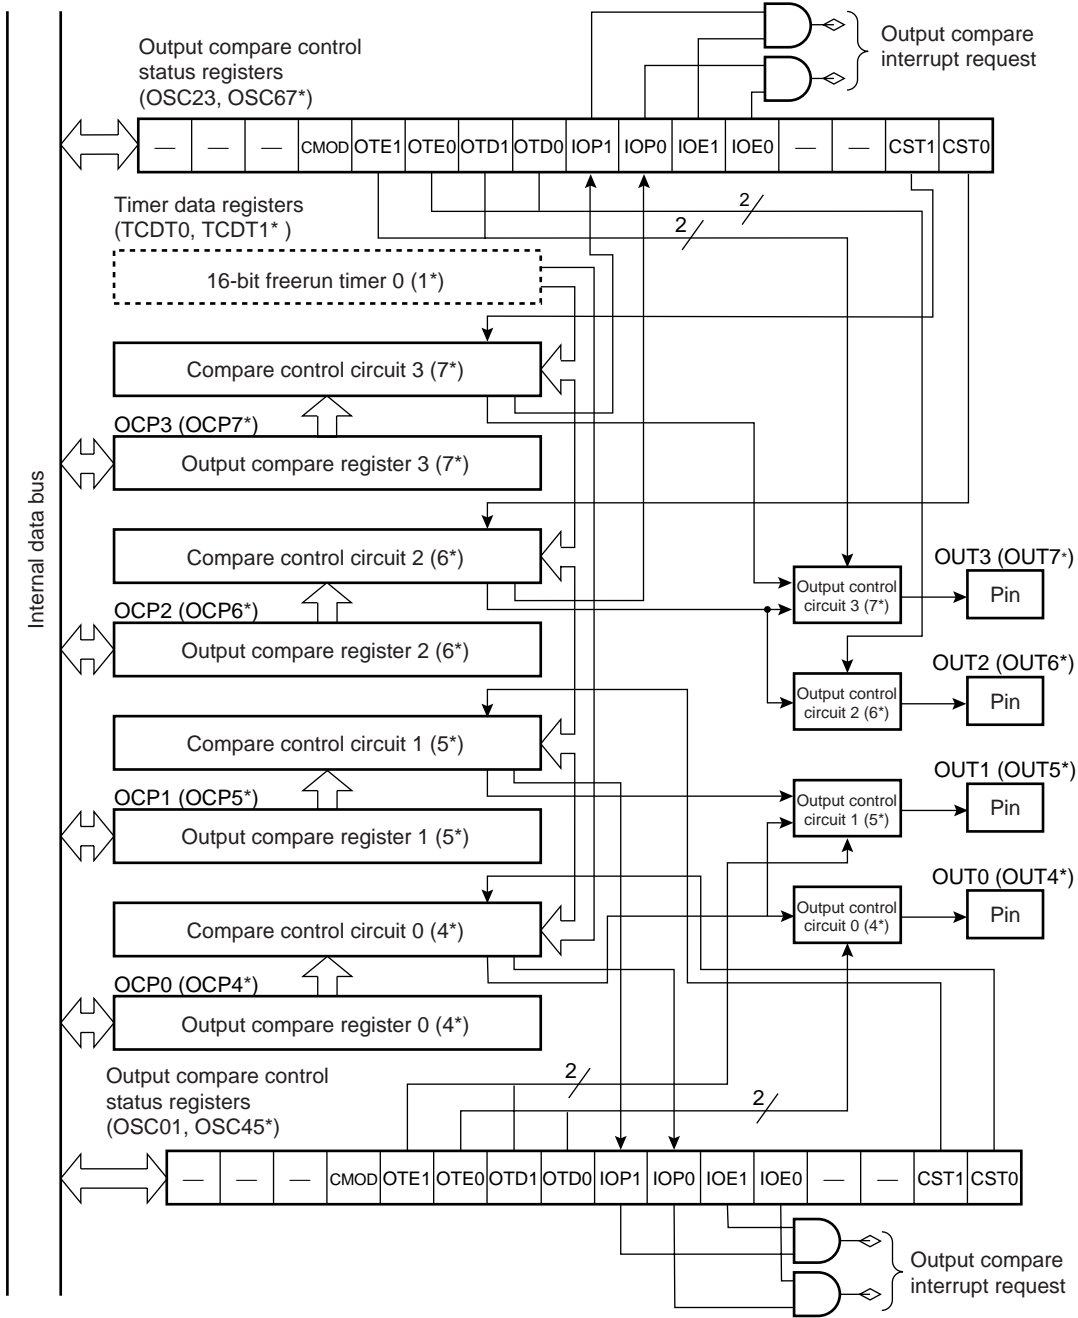 Output compare control
status registers
(OSC23, OSC67*)
Output compare
interrupt request
— — — CMOD OTE1 OTE0 OTD1 OTD0 IOP1 IOP0 IOE1 IOE0 — — CST1 CST0
Timer data registers
(TCDT0, TCDT1* )
2
2
16-bit freerun timer 0 (1*)
Compare control circuit 3 (7*)
OCP3 (OCP7*)
Output compare register 3 (7*)
Internal data bus
Compare control circuit 2 (6*)
OCP2 (OCP6*)
Output compare register 2 (6*)
Output control
circuit 3 (7*)
OUT3 (OUT7*)
Pin
Output control
circuit 2 (6*)
OUT2 (OUT6*)
Pin
Compare control circuit 1 (5*)
OCP1 (OCP5*)
Output compare register 1 (5*)
Output control
circuit 1 (5*)
OUT1 (OUT5*)
Pin
Compare control circuit 0 (4*)
OCP0 (OCP4*)
Output compare register 0 (4*)
Output control
circuit 0 (4*)
OUT0 (OUT4*)
Pin
Output compare control
status registers
(OSC01, OSC45*)
2
2
— — — CMOD OTE1 OTE0 OTD1 OTD0 IOP1 IOP0 IOE1 IOE0 — — CST1 CST0
Output compare
interrupt request